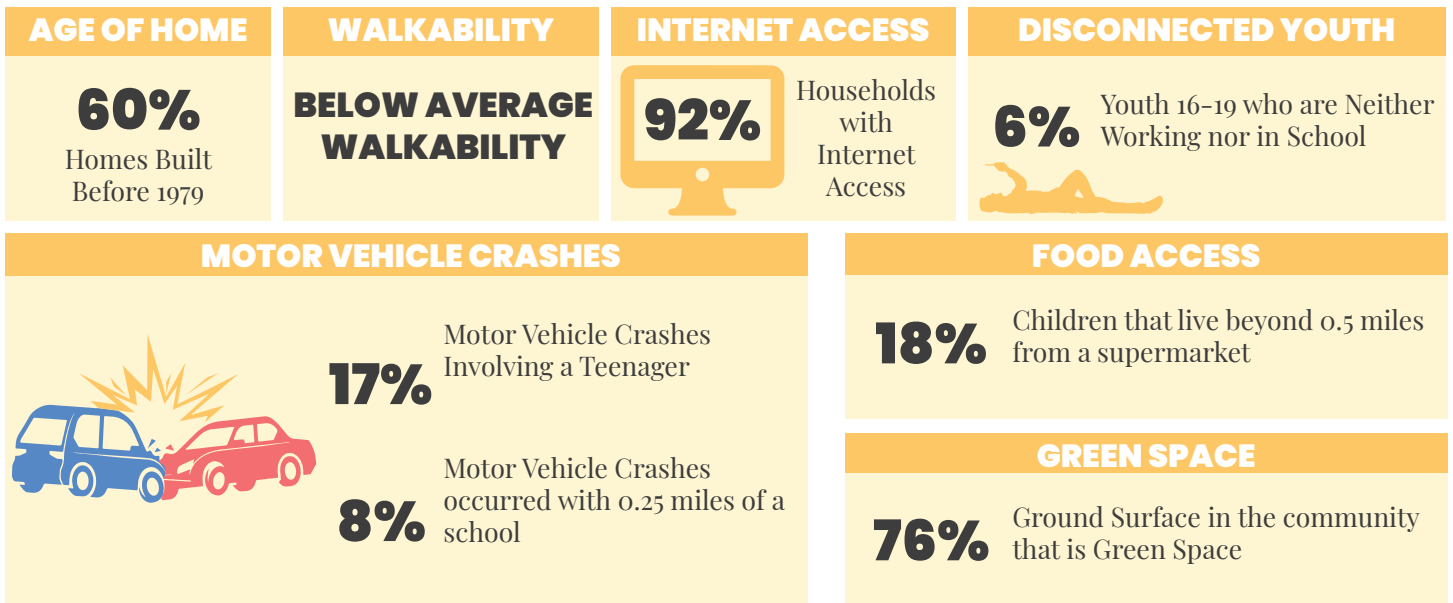 AGE OF HOME
60%
Homes Built
Before 1979
WALKABILITY
BELOW AVERAGE
WALKABILITY
INTERNET ACCESS
92%
Households
with
Internet
Access
DISCONNECTED YOUTH
6%
Youth 16-19 who are Neither
Working nor in School
MOTOR VEHICLE CRASHES
17%
Motor Vehicle Crashes
Involving a Teenager
8%
Motor Vehicle Crashes
occurred with 0.25 miles of a
school
FOOD ACCESS
18%
Children that live beyond 0.5 miles
from a supermarket
GREEN SPACE
76%
Ground Surface in the community
that is Green Space